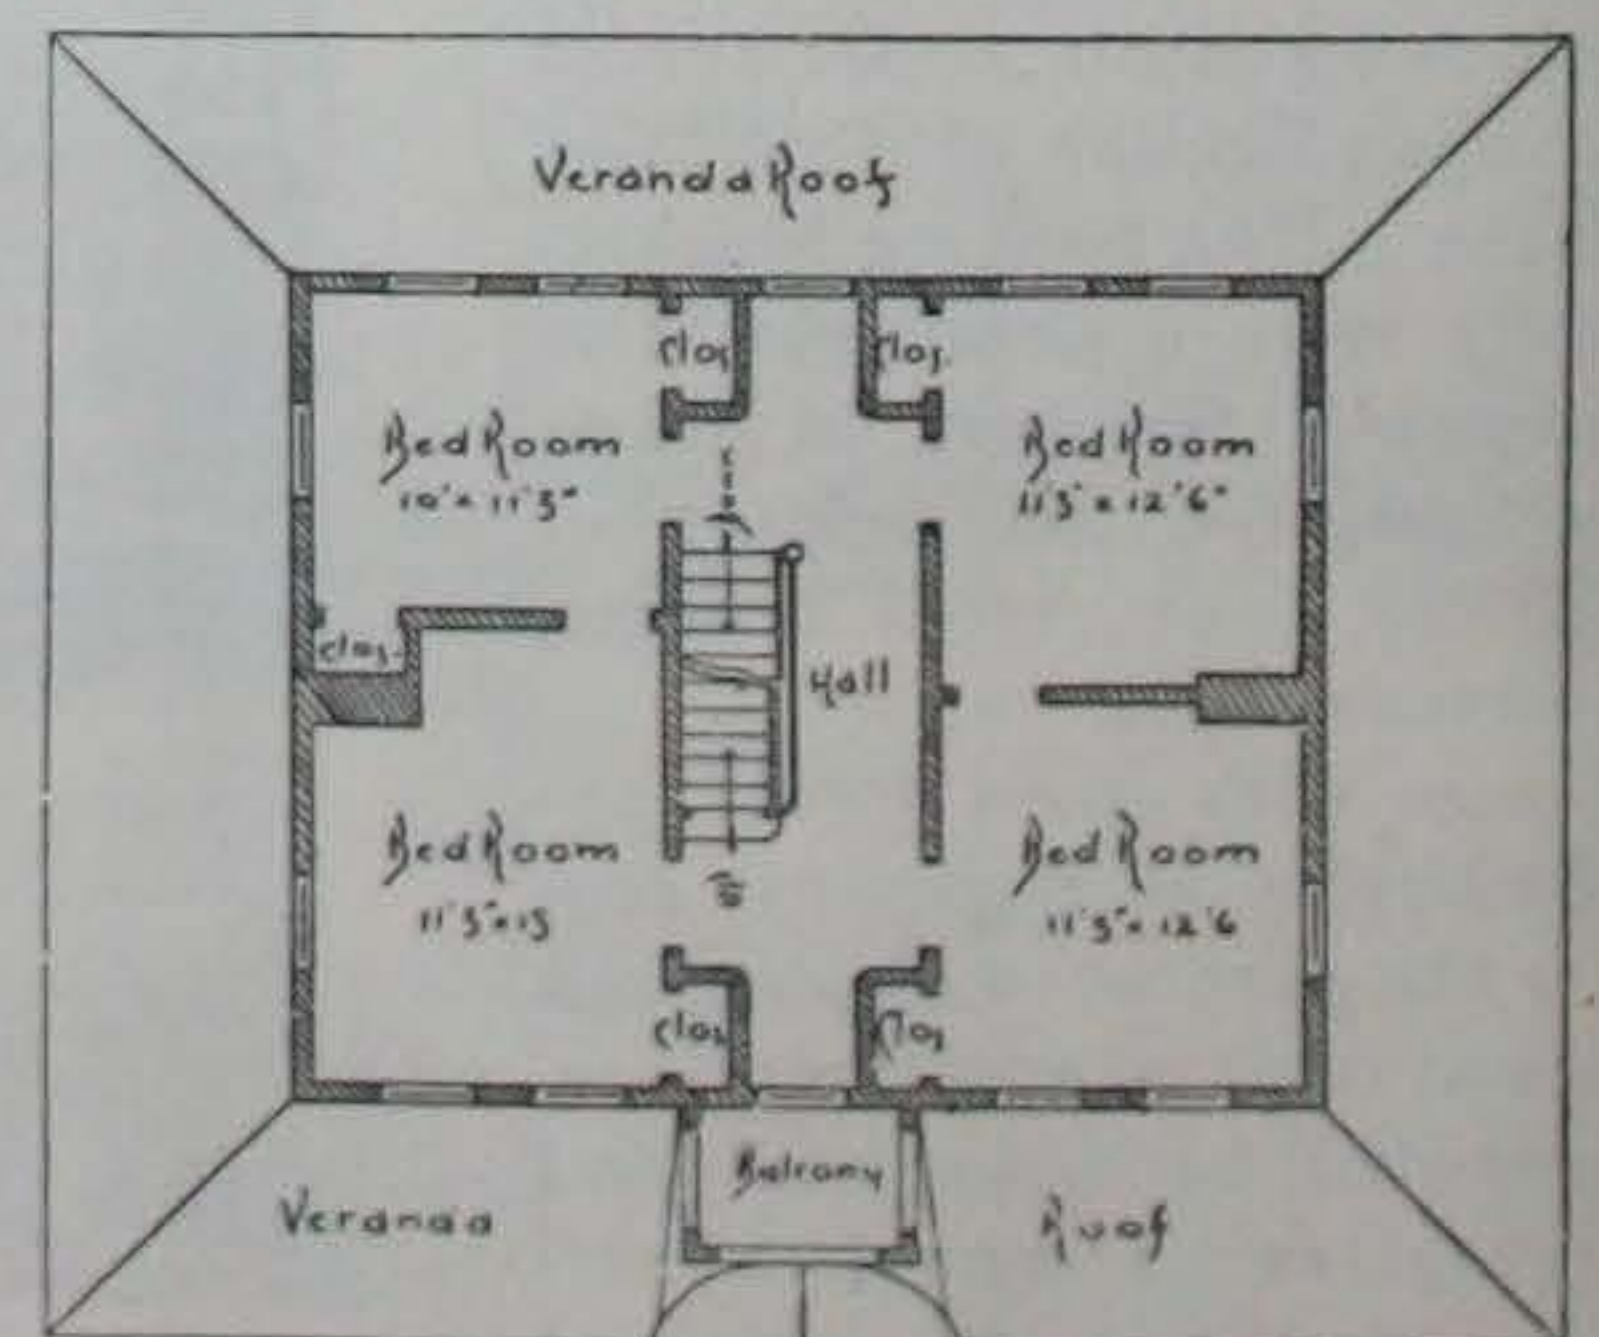 Veranda Roof
Clos
Clos.
Bed Room
10' x 11'3"
Bed Room
11'3" x 12'6"
Clos.
Hall
Bed Room
11'3" x 13
Bed Room
11'3" x 12'6
Clos
Clos
Balcony
Veranda
Roof